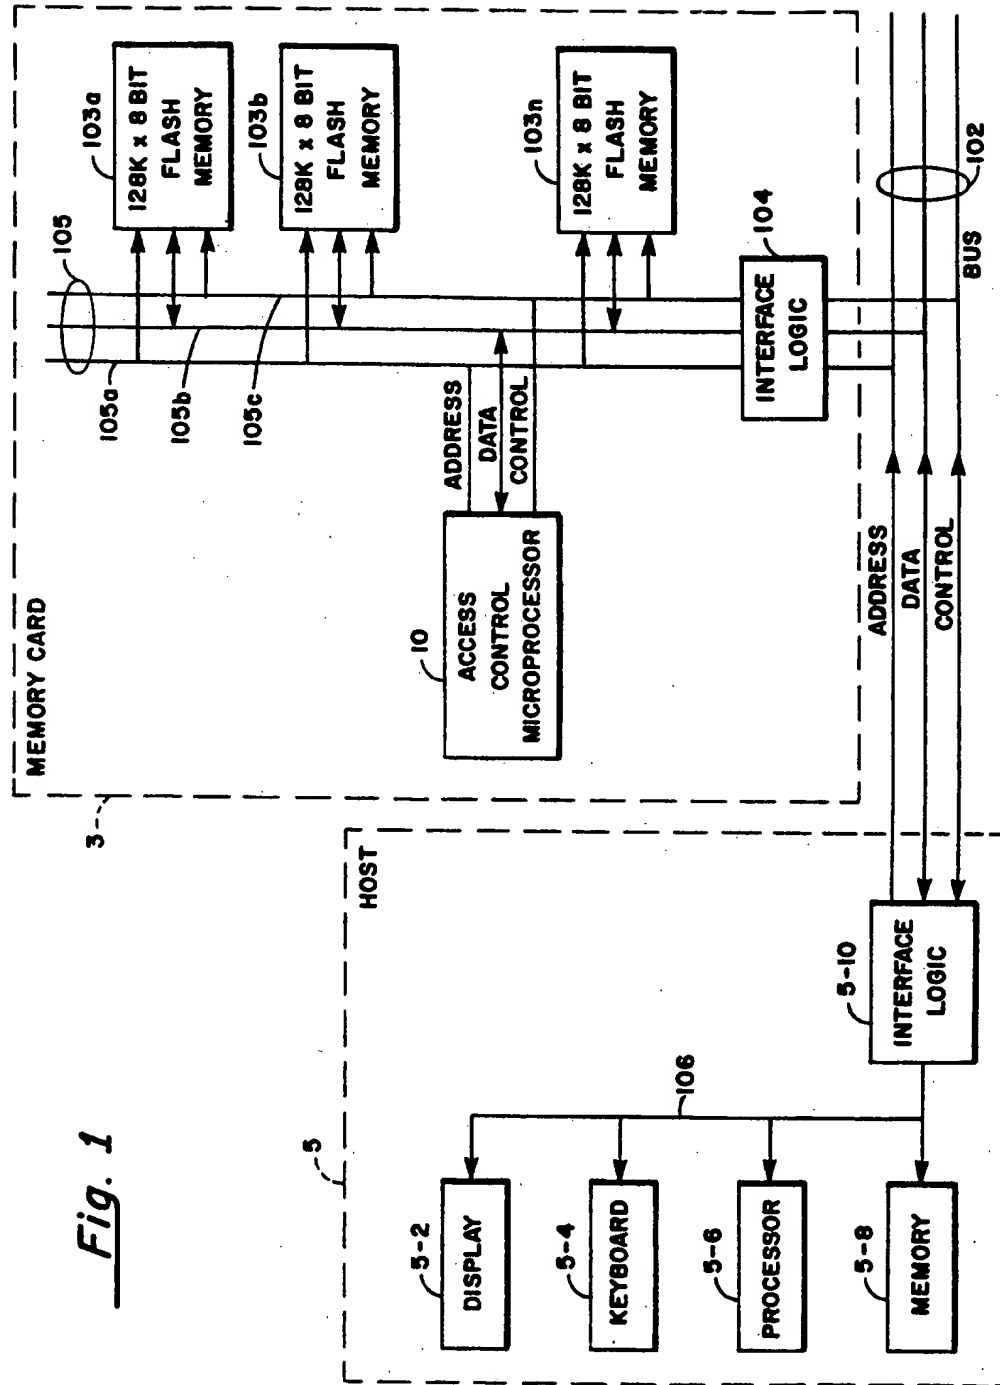 Fig. 1
MEMORY CARD
3
10
ACCESS
CONTROL
MICROPROCESSOR
ADDRESS
DATA
CONTROL
105
105a
105b
105c
103a
128K x 8 BIT
FLASH
MEMORY
103b
128K x 8 BIT
FLASH
MEMORY
103n
128K x 8 BIT
FLASH
MEMORY
104
INTERFACE
LOGIC
ADDRESS
DATA
CONTROL
BUS
102
5
HOST
5-2
DISPLAY
5-4
KEYBOARD
5-6
PROCESSOR
5-8
MEMORY
106
5-10
INTERFACE
LOGIC